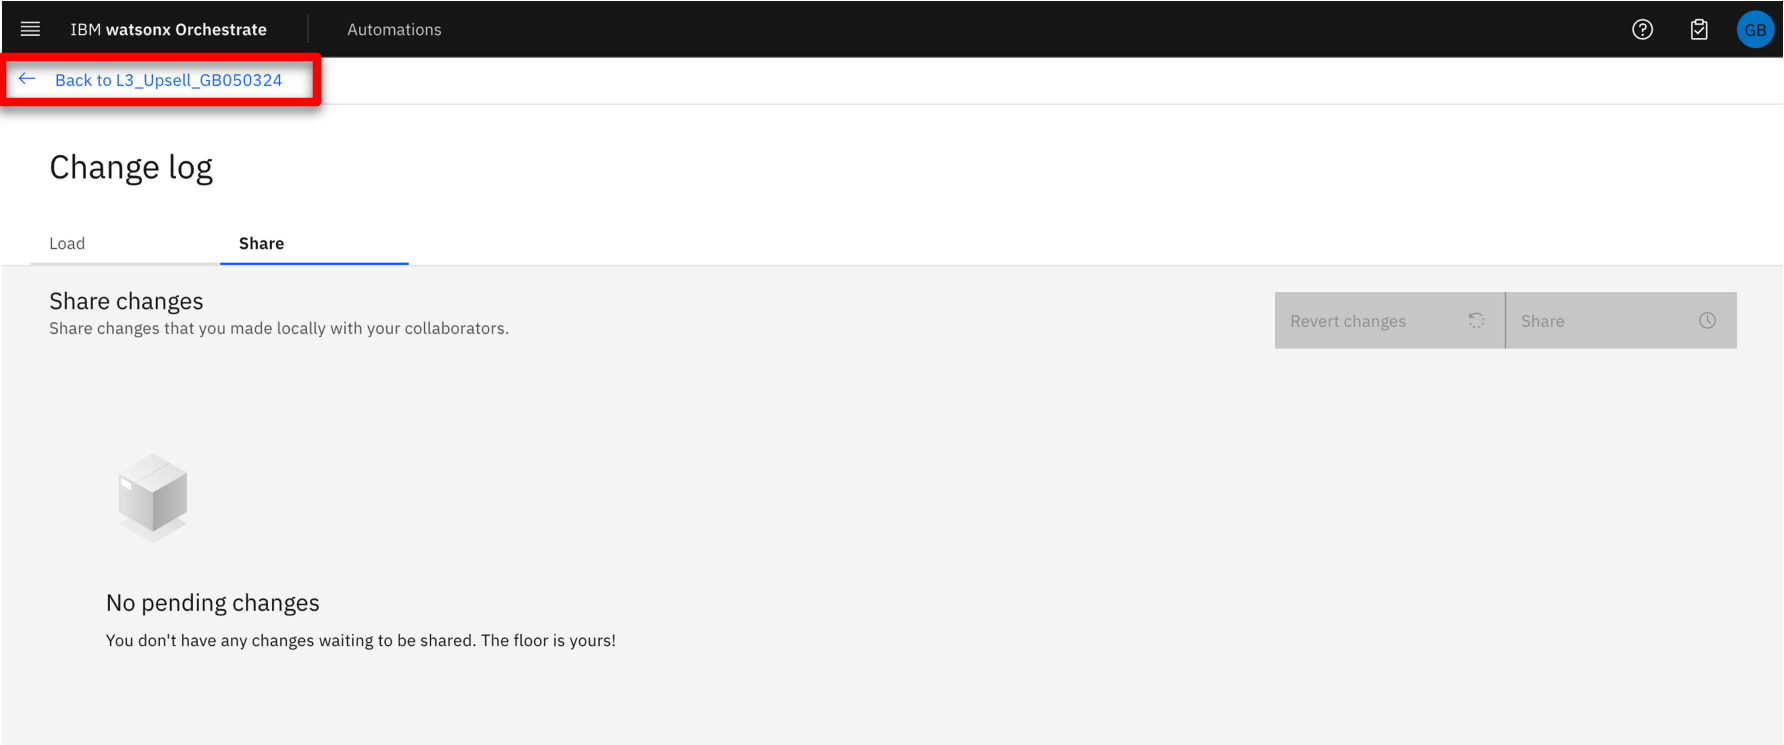 IBM watsonx Orchestrate
Automations
GB
Back to L3_Upsell_GB050324
Change log
Load
Share
Share changes
Share changes that you made locally with your collaborators.
Revert changes
Share
No pending changes
You don't have any changes waiting to be shared. The floor is yours!